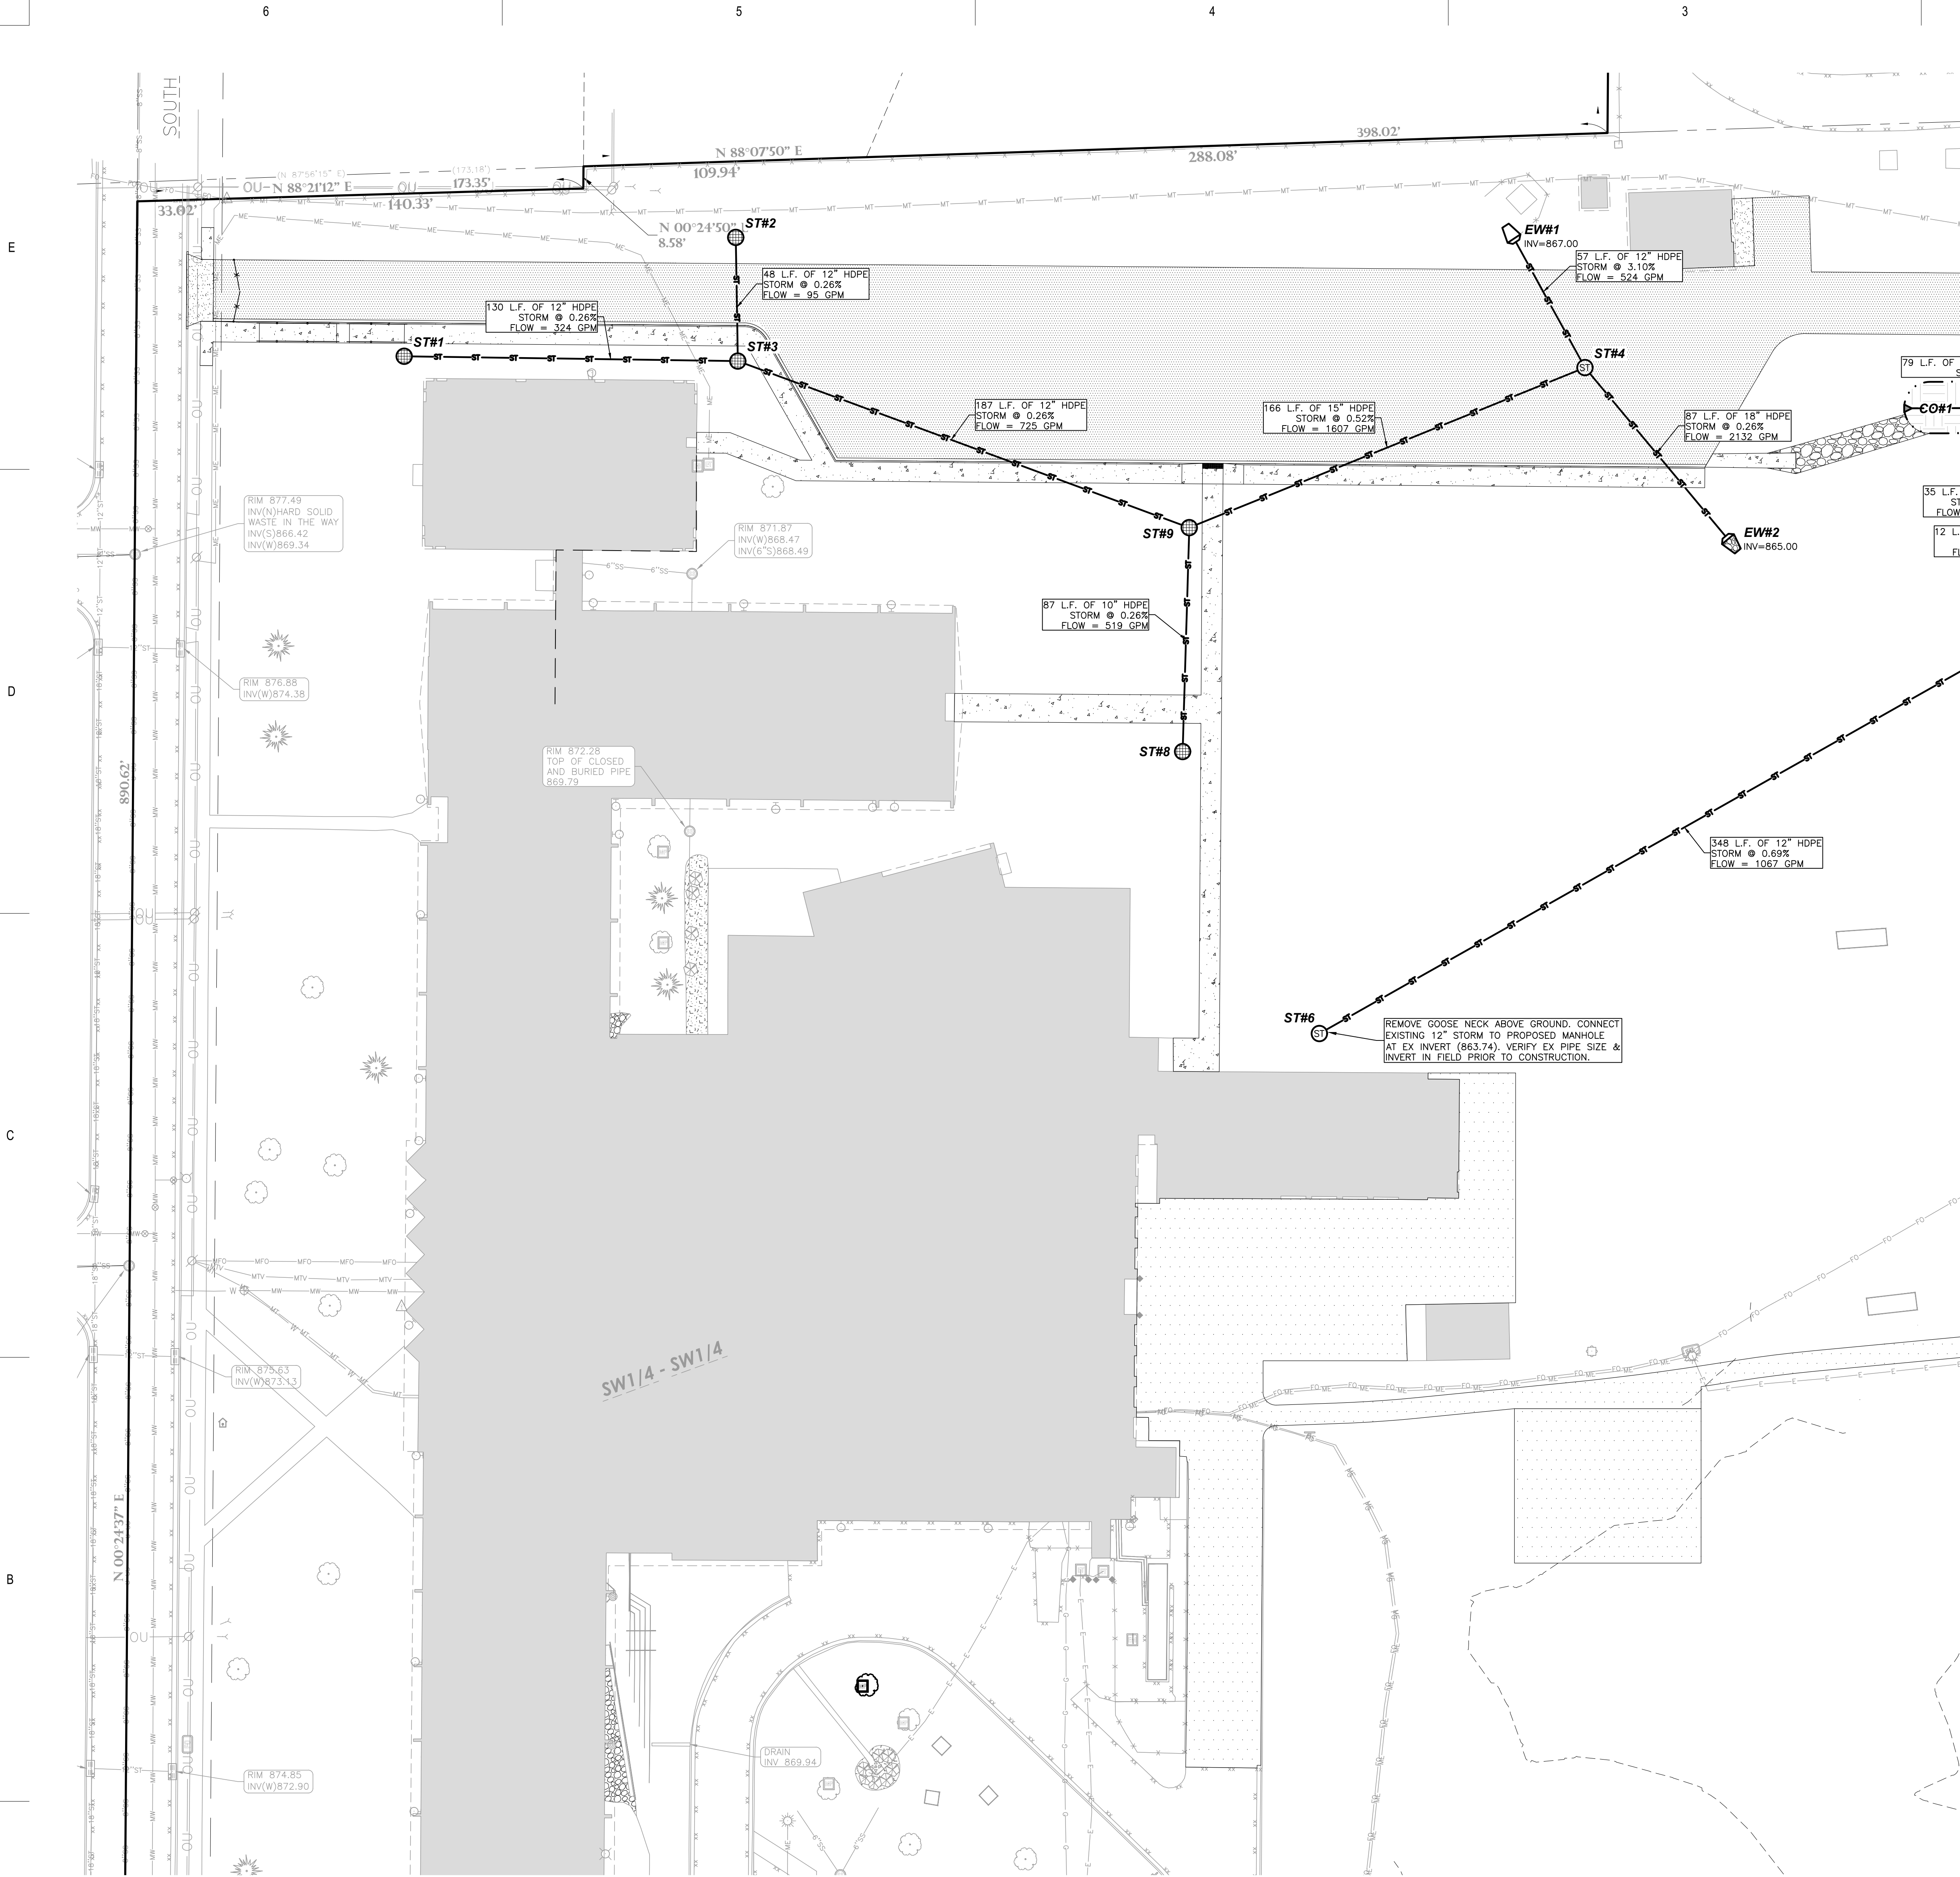 6
5
4
3
E
D
C
B
SOUTH
(N 87°56'15" E)
(173.18')
N 88°21'12" E
173.35'
33.02'
140.33'
N 88°07'50" E
109.94'
398.02'
288.08'
N 00°24'50" E
8.58'
ST#2
EW#1
INV=867.00
57 L.F. OF 12" HDPE
STORM @ 3.10%
FLOW = 524 GPM
48 L.F. OF 12" HDPE
STORM @ 0.26%
FLOW = 95 GPM
130 L.F. OF 12" HDPE
STORM @ 0.26%
FLOW = 324 GPM
ST#1
ST#3
ST#4
ST
79 L.F. OF
CO#1
187 L.F. OF 12" HDPE
STORM @ 0.26%
FLOW = 725 GPM
166 L.F. OF 15" HDPE
STORM @ 0.52%
FLOW = 1607 GPM
87 L.F. OF 18" HDPE
STORM @ 0.26%
FLOW = 2132 GPM
35 L.F.
ST
FLOW
12 L.
FL
RIM 877.49
INV(N)HARD SOLID
WASTE IN THE WAY
INV(S)866.42
INV(W)869.34
RIM 871.87
INV(W)868.47
INV(6"S)868.49
ST#9
EW#2
INV=865.00
87 L.F. OF 10" HDPE
STORM @ 0.26%
FLOW = 519 GPM
RIM 876.88
INV(W)874.38
ST#8
RIM 872.28
TOP OF CLOSED
AND BURIED PIPE
869.79
890.62'
348 L.F. OF 12" HDPE
STORM @ 0.69%
FLOW = 1067 GPM
ST#6
ST
REMOVE GOOSE NECK ABOVE GROUND. CONNECT
EXISTING 12" STORM TO PROPOSED MANHOLE
AT EX INVERT (863.74). VERIFY EX PIPE SIZE &
INVERT IN FIELD PRIOR TO CONSTRUCTION.
RIM 875.63
INV(W)873.13
SW1/4 - SW1/4
N 00°24'37" E
DRAIN
INV 869.94
RIM 874.85
INV(W)872.90